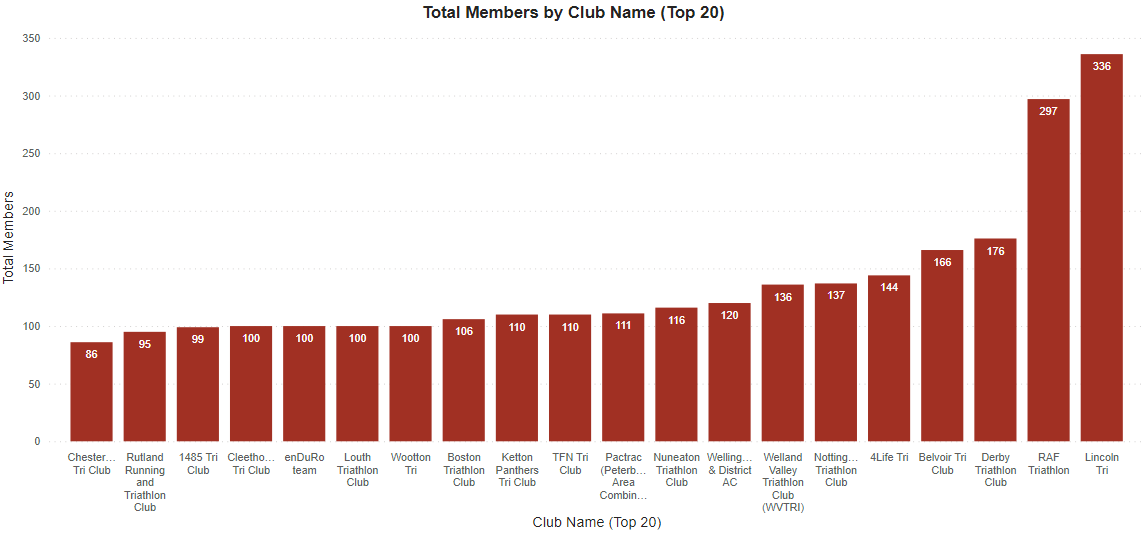 Total Members by Club Name (Top 20)
Total Members
350
300
250
200
150
100
50
0
86
95
99
100
100
100
100
106
110
110
111
116
120
136
137
144
166
176
297
336
Chester…
Tri Club
Rutland
Running
and
Triathlon
Club
1485 Tri
Club
Cleetho…
Tri Club
enDuRo
team
Louth
Triathlon
Club
Wootton
Tri
Boston
Triathlon
Club
Ketton
Panthers
Tri Club
TFN Tri
Club
Pactrac
(Peterb…
Area
Combin…
Nuneaton
Triathlon
Club
Welling…
& District
AC
Welland
Valley
Triathlon
Club
(WVTRI)
Notting…
Triathlon
Club
4Life Tri
Belvoir Tri
Club
Derby
Triathlon
Club
RAF
Triathlon
Lincoln
Tri
Club Name (Top 20)